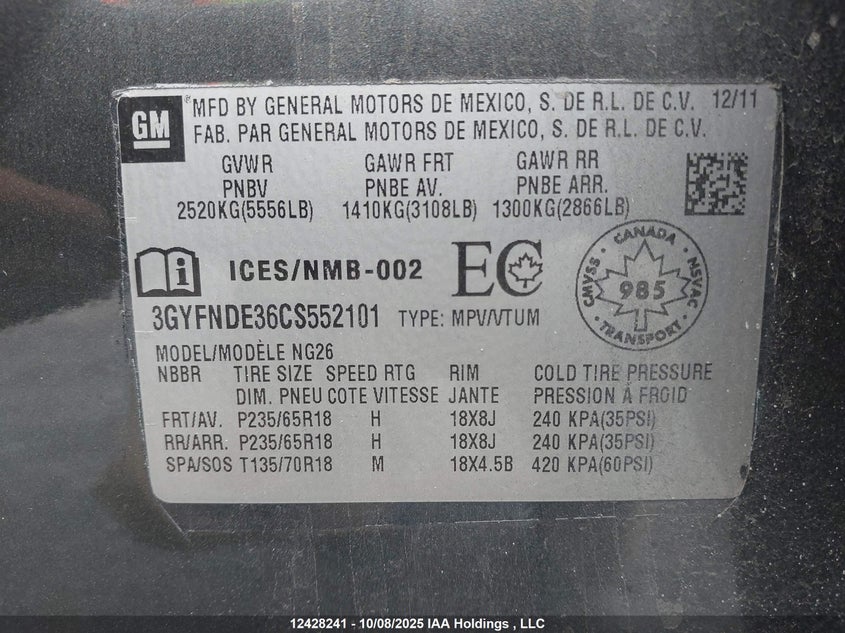 GM
® MFD BY GENERAL MOTORS DE MEXICO, S. DE R.L. DE C.V. 12/11
FAB. PAR GENERAL MOTORS DE MEXICO, S. DE R.L. DE C.V.
GVWR GAWR FRT GAWR RR
PNBV PNBE AV. PNBE ARR.
2520KG(5556LB) 1410KG(3108LB) 1300KG(2866LB)
i ICES/NMB-002 EC
CMVSS · CANADA · NSVAC
985
TRANSPORT
3GYFNDE36CS552101 TYPE: MPV/VTUM
MODEL/MODÈLE NG26
NBBR TIRE SIZE SPEED RTG RIM COLD TIRE PRESSURE
DIM. PNEU COTE VITESSE JANTE PRESSION À FROID
FRT/AV. P235/65R18 H 18X8J 240 KPA(35PSI)
RR/ARR. P235/65R18 H 18X8J 240 KPA(35PSI)
SPA/SOS T135/70R18 M 18X4.5B 420 KPA(60PSI)
12428241 - 10/08/2025 IAA Holdings , LLC